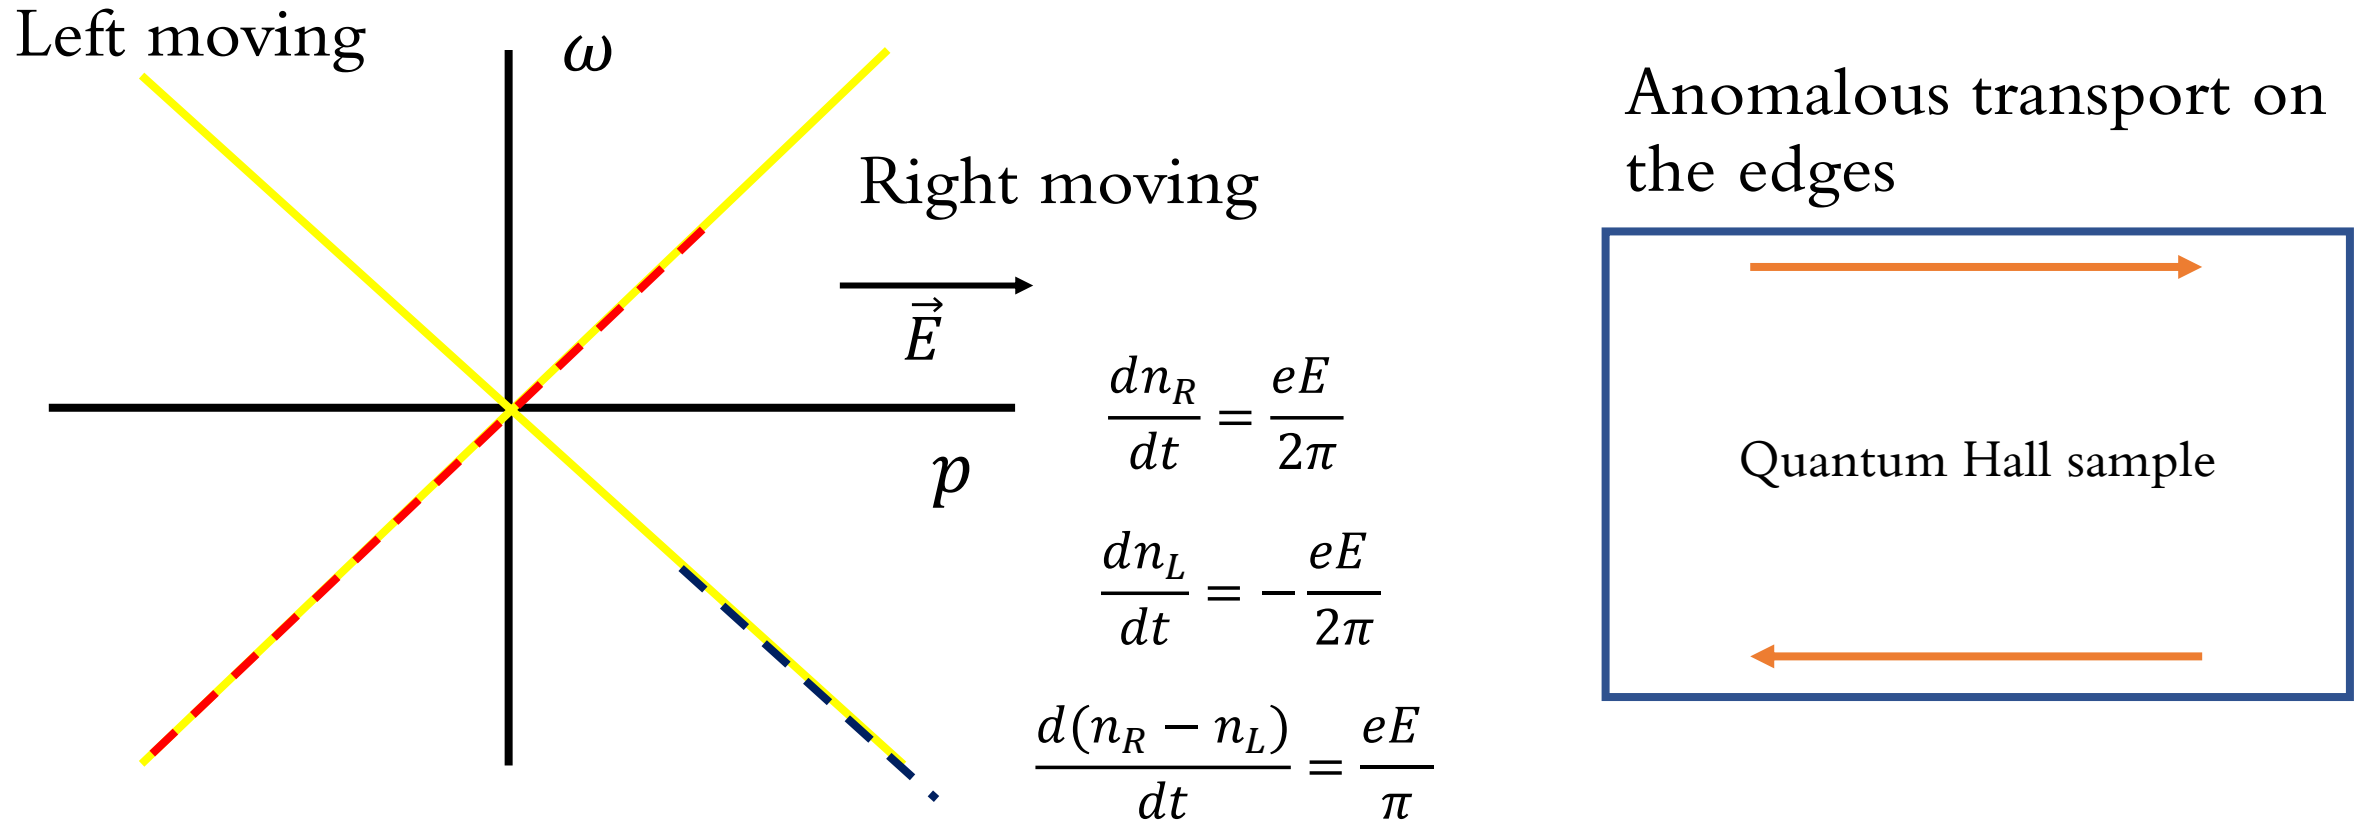 Left moving
ω
Right moving
E⃗
p
dn_R/dt = eE/2π
dn_L/dt = −eE/2π
d(n_R − n_L)/dt = eE/π
Anomalous transport on
the edges
Quantum Hall sample